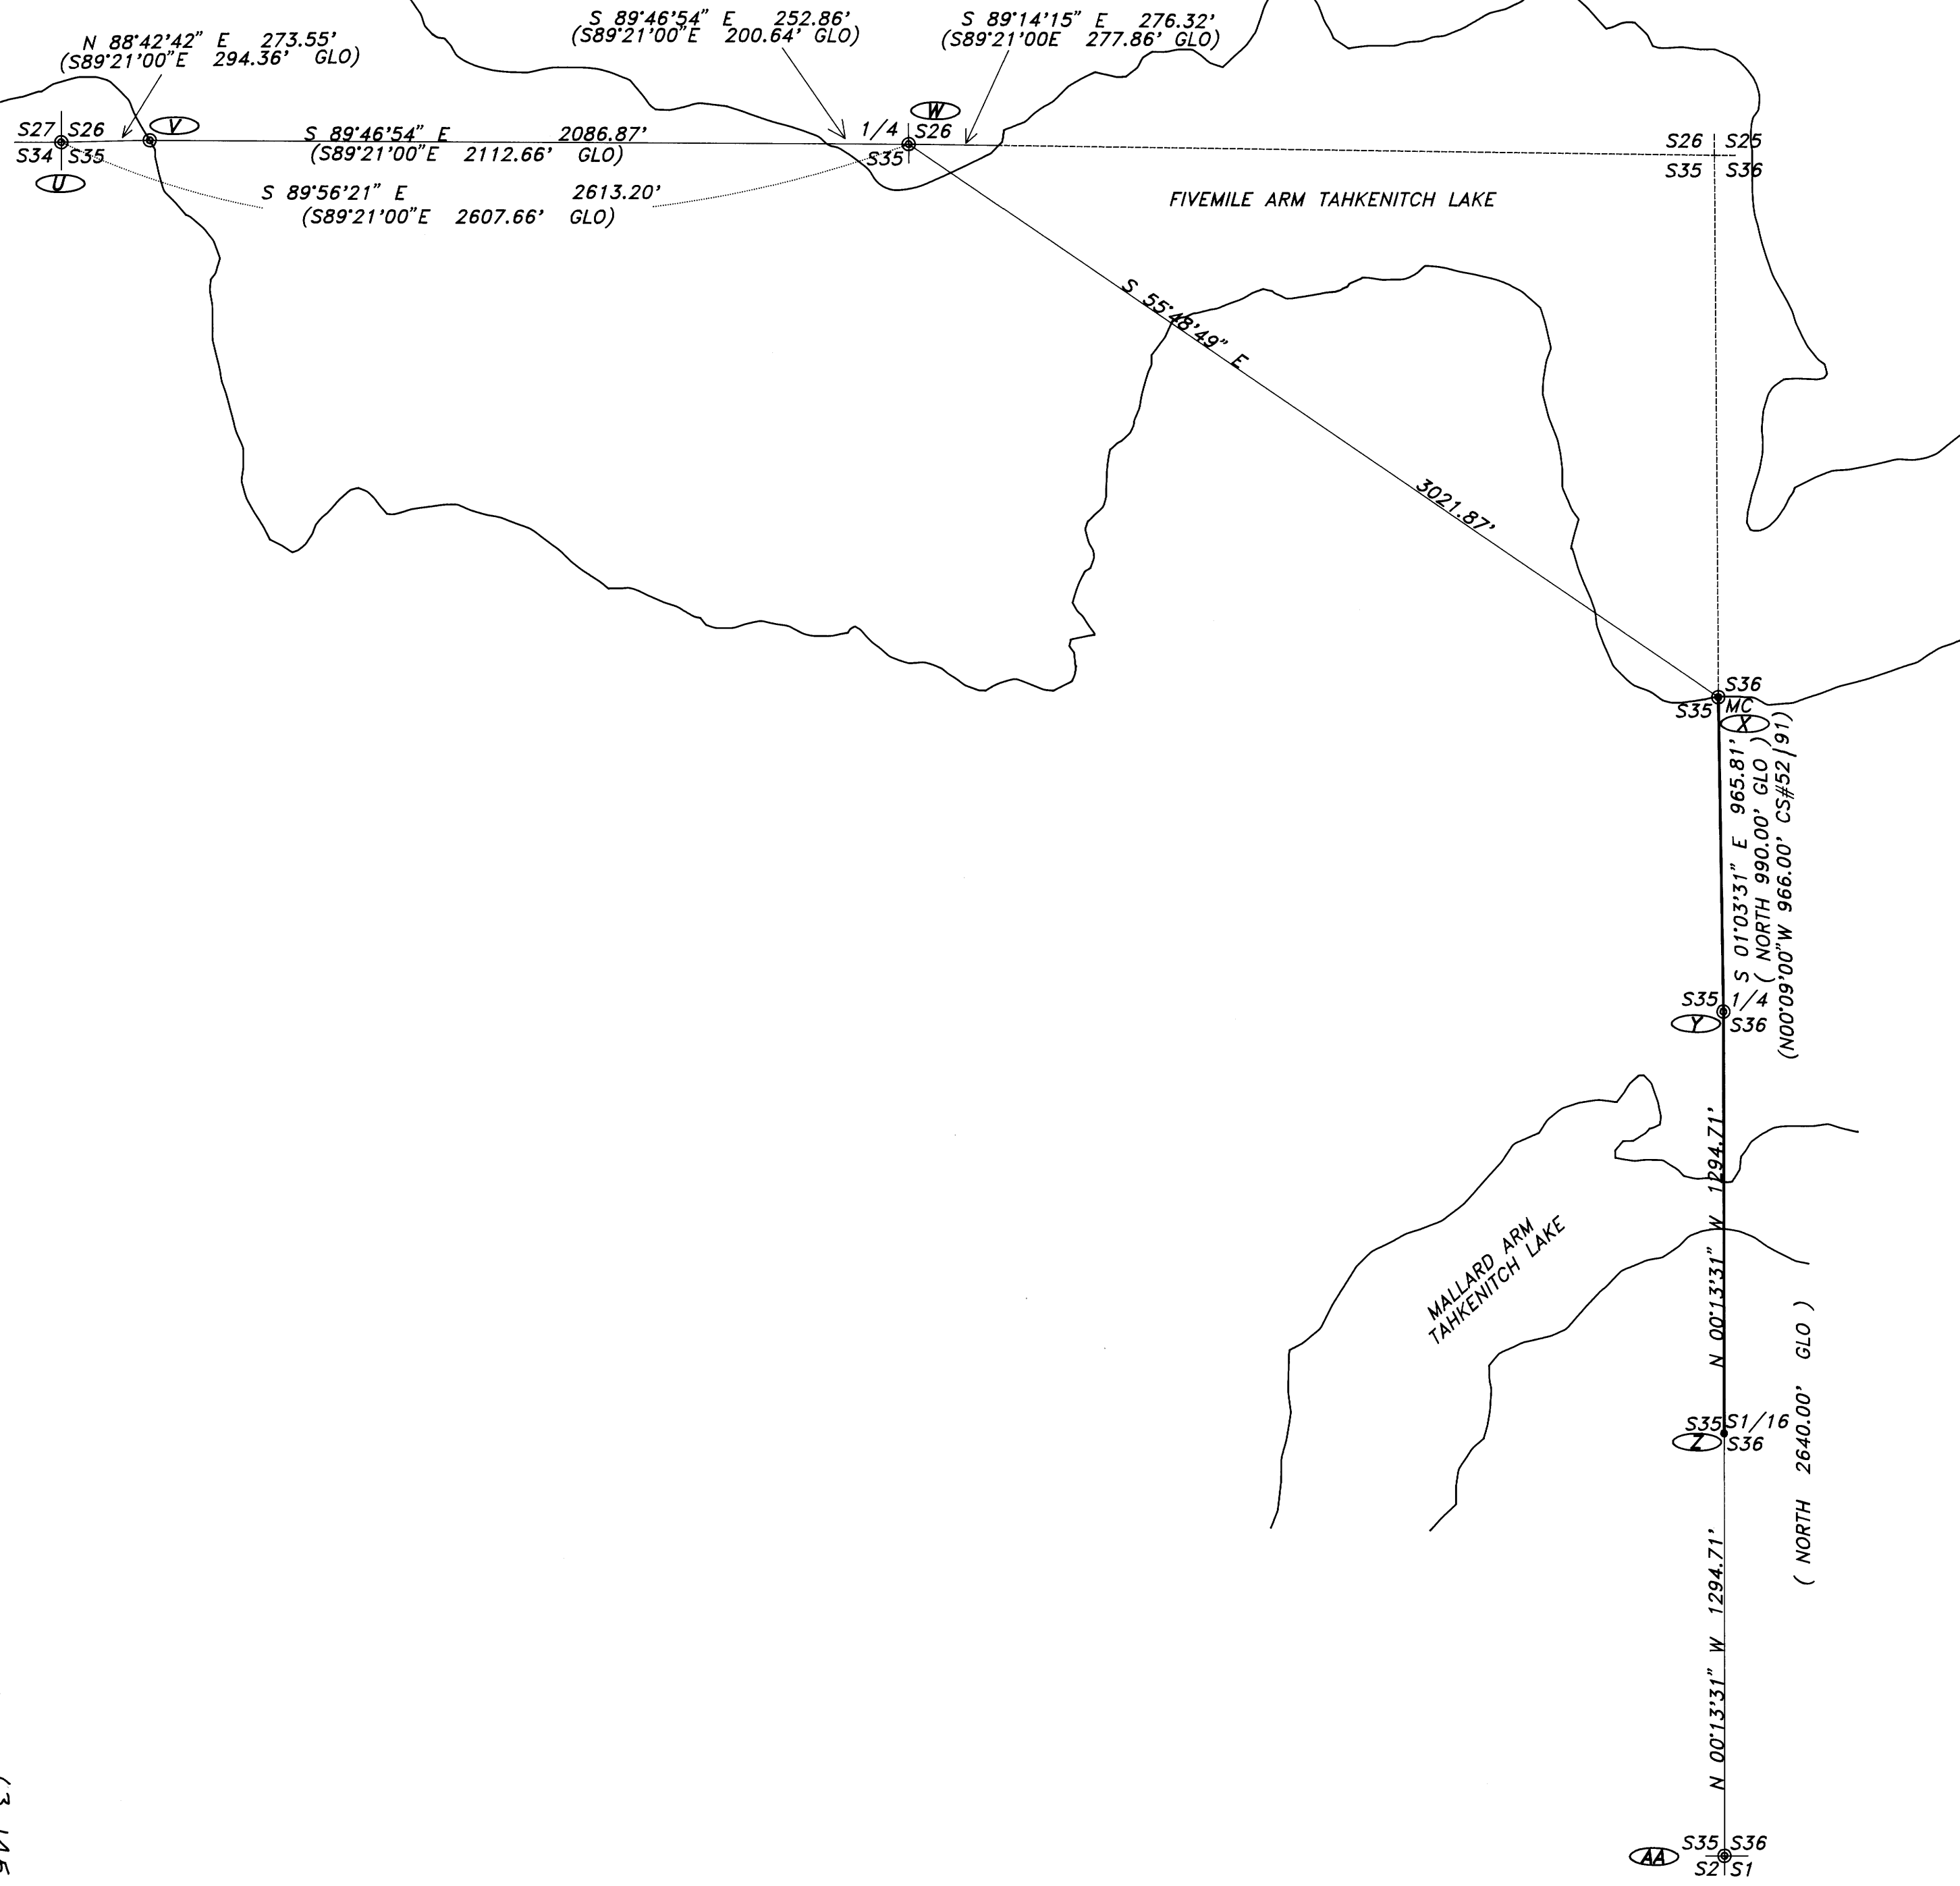 N 88°42'42" E 273.55'
(S89°21'00"E 294.36' GLO)
S 89°46'54" E 252.86'
(S89°21'00"E 200.64' GLO)
S 89°14'15" E 276.32'
(S89°21'00E 277.86' GLO)
S27 S26
S34 S35
U
V
S 89°46'54" E 2086.87'
(S89°21'00"E 2112.66' GLO)
S 89°56'21" E 2613.20'
(S89°21'00"E 2607.66' GLO)
W
1/4 S26
S35
S26 S25
S35 S36
FIVEMILE ARM TAHKENITCH LAKE
S 55°48'49" E
3021.87'
S36
S35 MC
X
S 01°03'31" E 965.81'
( NORTH 990.00' GLO )
(N00°09'00"W 966.00' CS#52/91)
S35 1/4
Y S36
N 00°13'31" W 1294.71'
MALLARD ARM
TAHKENITCH LAKE
( NORTH 2640.00' GLO )
S35 S1/16
Z S36
N 00°13'31" W 1294.71'
S35 S36
AA
S2 S1